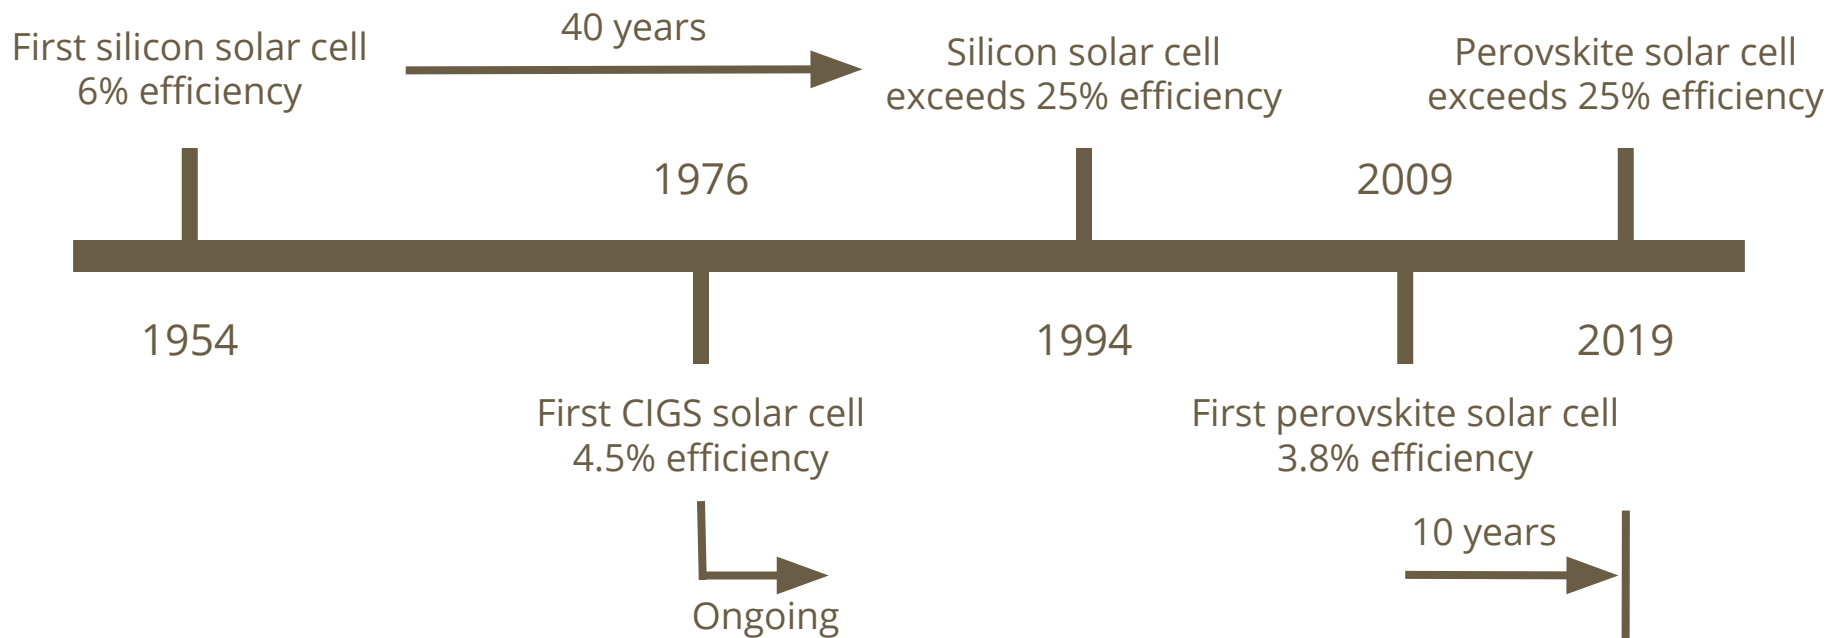 First silicon solar cell
6% efficiency
40 years
Silicon solar cell
exceeds 25% efficiency
Perovskite solar cell
exceeds 25% efficiency
1976
2009
1954
1994
2019
First CIGS solar cell
4.5% efficiency
First perovskite solar cell
3.8% efficiency
10 years
Ongoing